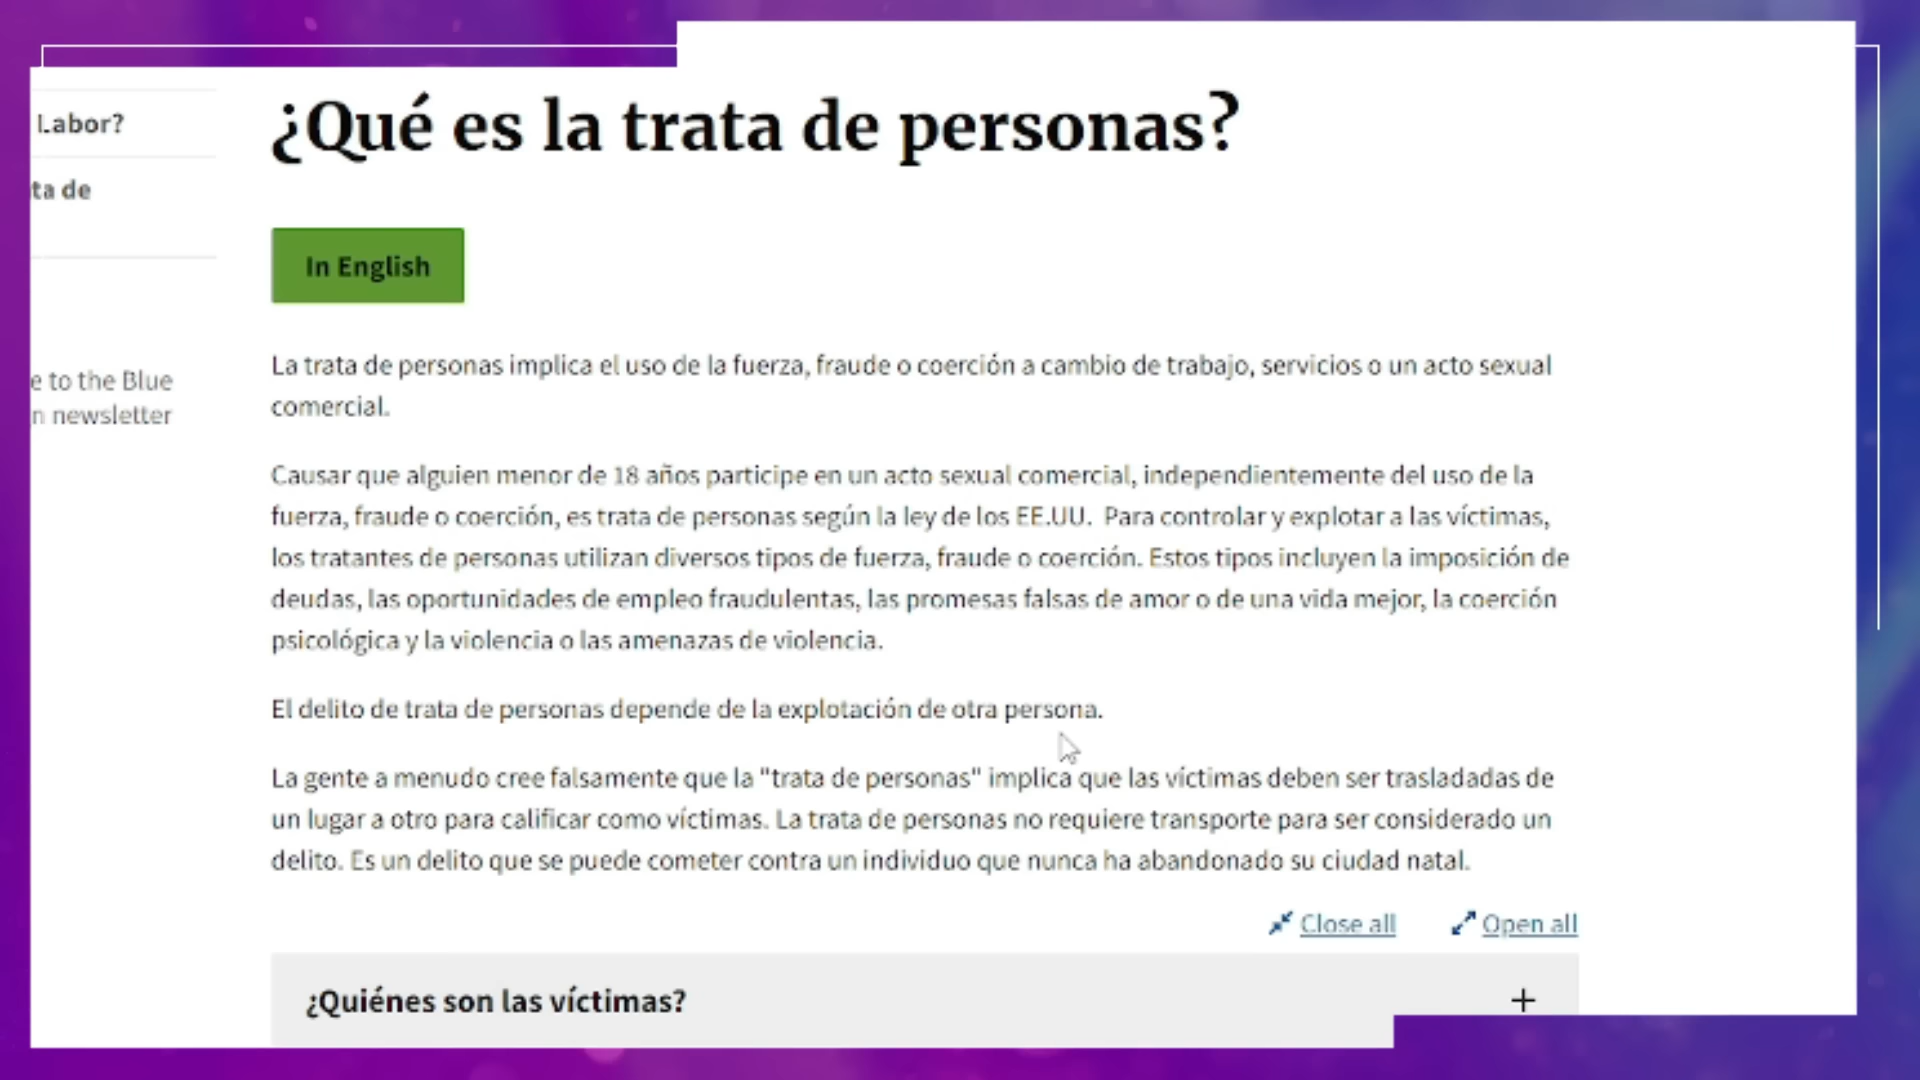 ¿Qué es la trata de personas?
Labor?
ta de
In English
e to the Blue
n newsletter
La trata de personas implica el uso de la fuerza, fraude o coerción a cambio de trabajo, servicios o un acto sexual
comercial.
Causar que alguien menor de 18 años participe en un acto sexual comercial, independientemente del uso de la
fuerza, fraude o coerción, es trata de personas según la ley de los EE.UU. Para controlar y explotar a las víctimas,
los tratantes de personas utilizan diversos tipos de fuerza, fraude o coerción. Estos tipos incluyen la imposición de
deudas, las oportunidades de empleo fraudulentas, las promesas falsas de amor o de una vida mejor, la coerción
psicológica y la violencia o las amenazas de violencia.
El delito de trata de personas depende de la explotación de otra persona.
La gente a menudo cree falsamente que la "trata de personas" implica que las víctimas deben ser trasladadas de
un lugar a otro para calificar como víctimas. La trata de personas no requiere transporte para ser considerado un
delito. Es un delito que se puede cometer contra un individuo que nunca ha abandonado su ciudad natal.
Close all Open all
¿Quiénes son las víctimas? +